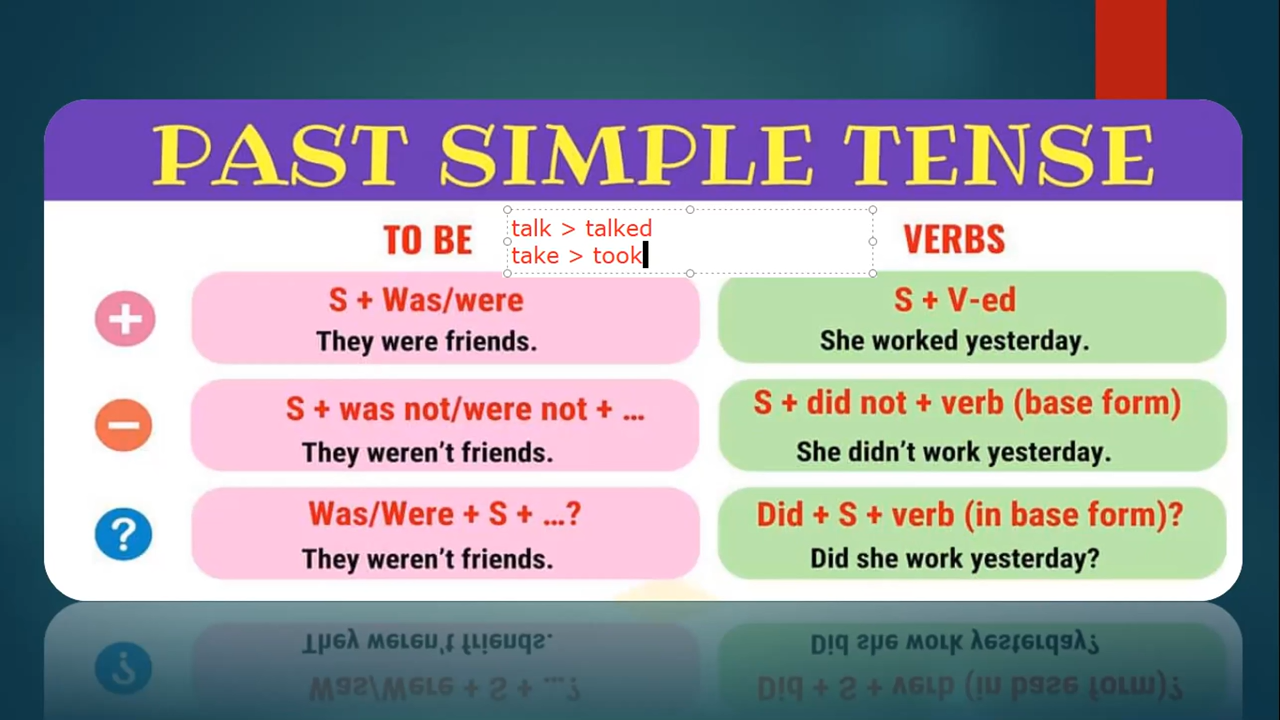 PAST SIMPLE TENSE
TO BE
talk > talked
take > took
VERBS
S + Was/were
They were friends.
S + V-ed
She worked yesterday.
S + was not/were not + ...
They weren't friends.
S + did not + verb (base form)
She didn't work yesterday.
Was/Were + S + ...?
They weren't friends.
Did + S + verb (in base form)?
Did she work yesterday?